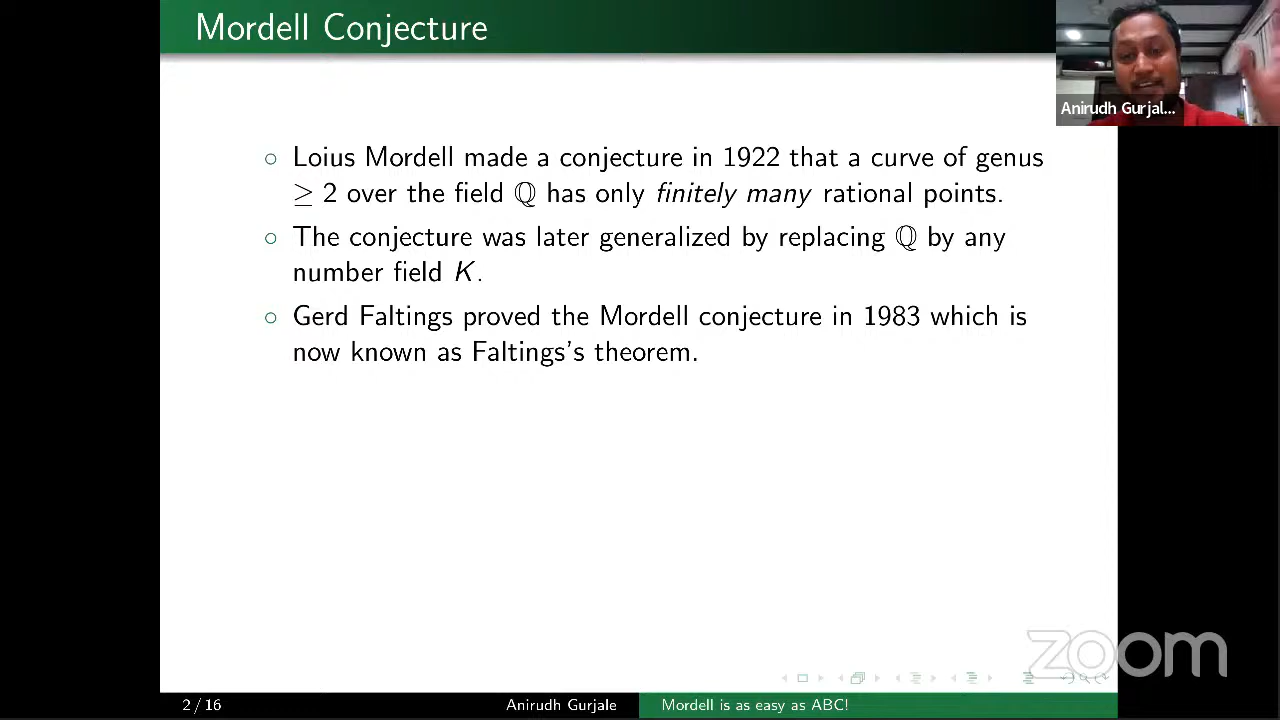 Mordell Conjecture
Anirudh Gurjal...
○ Loius Mordell made a conjecture in 1922 that a curve of genus
≥ 2 over the field ℚ has only finitely many rational points.
○ The conjecture was later generalized by replacing ℚ by any
number field K.
○ Gerd Faltings proved the Mordell conjecture in 1983 which is
now known as Faltings's theorem.
zoom
2 / 16 Anirudh Gurjale Mordell is as easy as ABC!